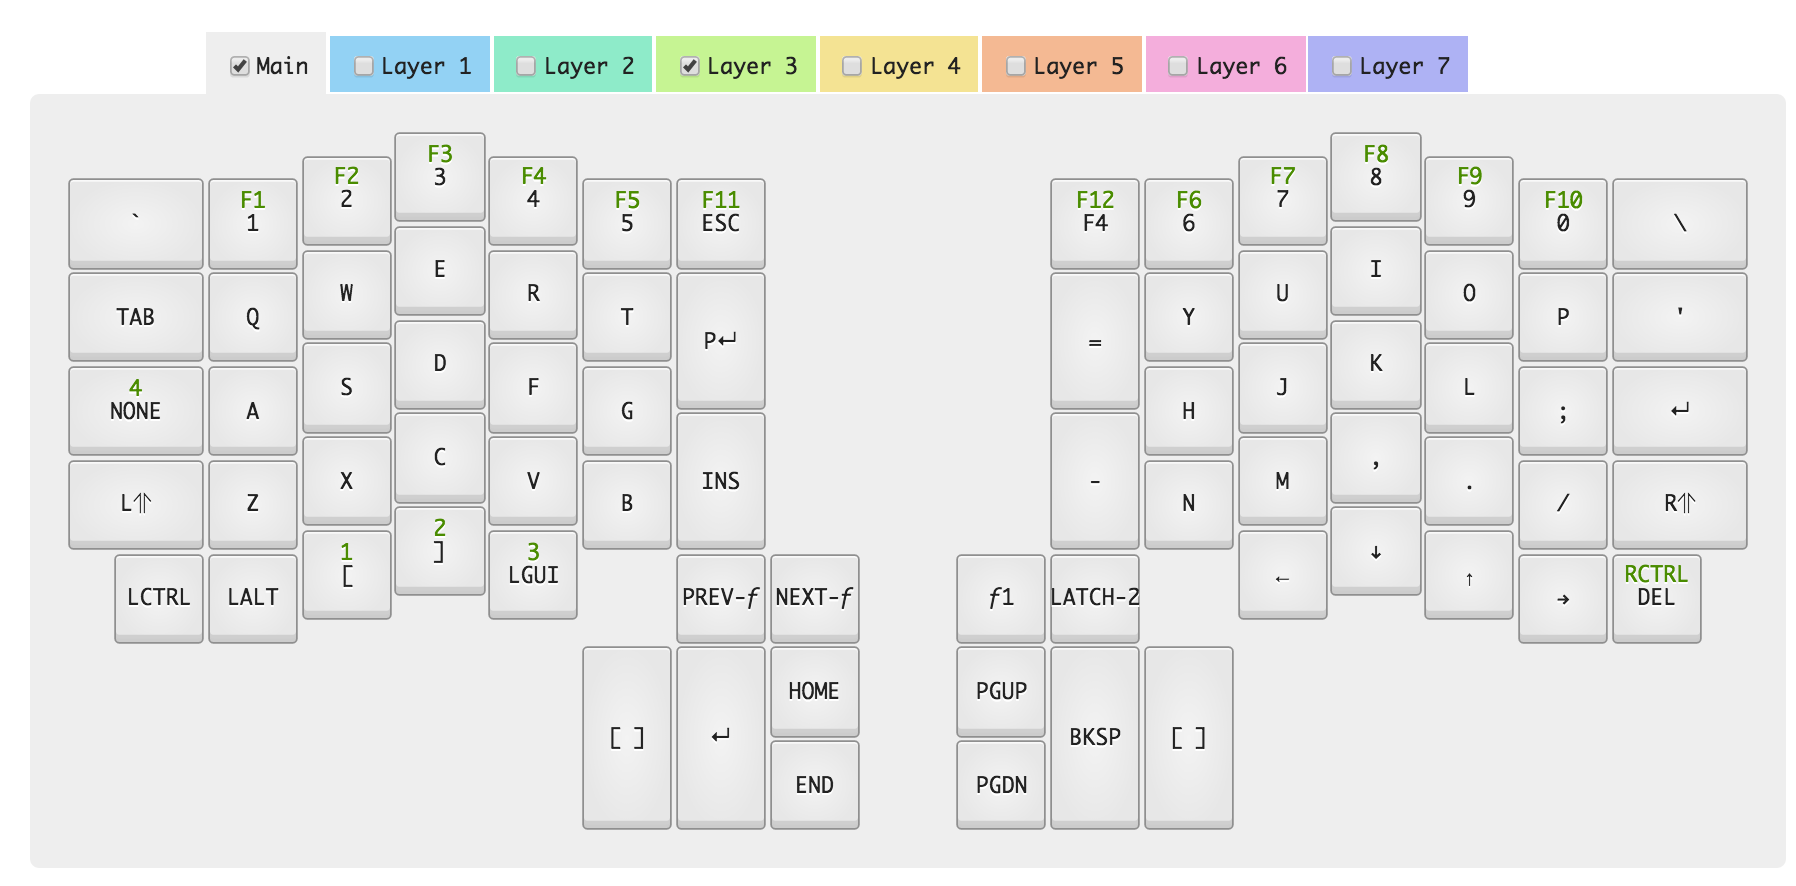 Main Layer 1 Layer 2 Layer 3 Layer 4 Layer 5 Layer 6 Layer 7
` F1 F2 F3 F4 F5 F11
1 2 3 4 5 ESC
TAB Q W E R T P↵
4
NONE A S D F G
L⇑ Z X C V B INS
1 2 3
LCTRL LALT [ ] LGUI
PREV-ƒ NEXT-ƒ
[ ] ↵ HOME
END
F12 F6 F7 F8 F9 F10
F4 6 7 8 9 0 \
= Y U I O P '
H J K L ; ↵
- N M , . / R⇑
ƒ1 LATCH-2 ← ↓ ↑ → RCTRL
DEL
PGUP BKSP [ ]
PGDN